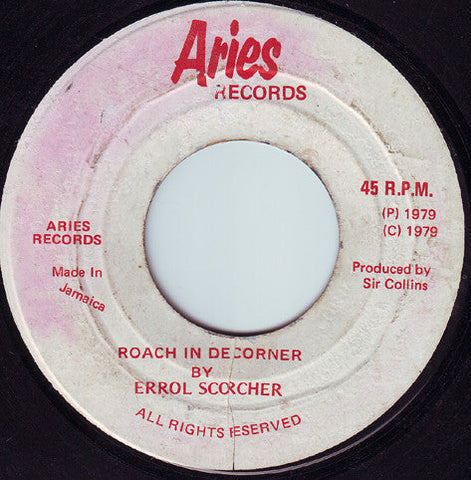 Aries
RECORDS
45 R.P.M.
(P) 1979
(C) 1979
ARIES
RECORDS
Made In
Jamaica
Produced by
Sir Collins
ROACH IN DECORNER
BY
ERROL SCORCHER
ALL RIGHTS RESERVED